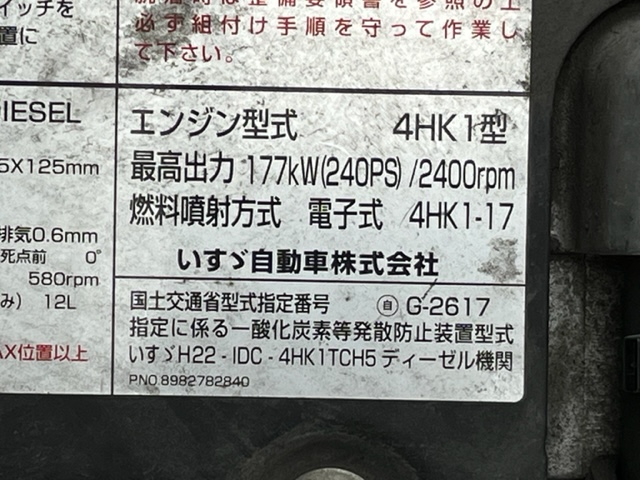 イッチを
置に
必ず組付け手順を守って作業し
て下さい。
DIESEL
5X125mm
排気0.6mm
死点前 0°
580rpm
み) 12L
AX位置以上
エンジン型式 4HK1型
最高出力 177kW(240PS)/2400rpm
燃料噴射方式 電子式 4HK1-17
いすゞ自動車株式会社
国土交通省型式指定番号 自 G-2617
指定に係る一酸化炭素等発散防止装置型式
いすゞH22-IDC-4HK1TCH5 ディーゼル機関
PNO.8982782840